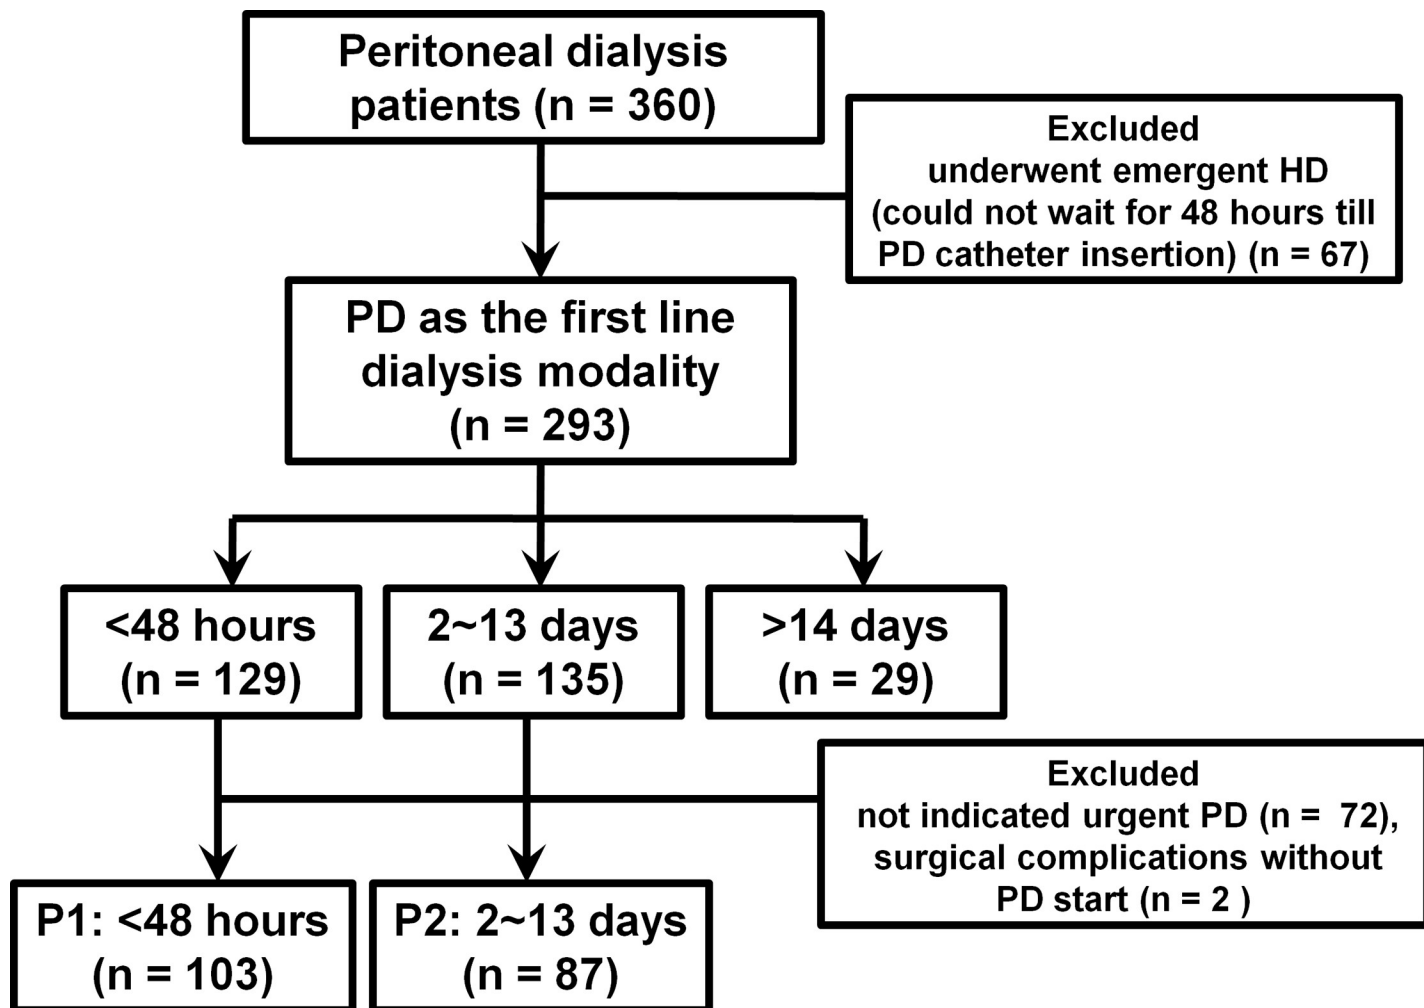 Peritoneal dialysis
patients (n = 360)
Excluded
underwent emergent HD
(could not wait for 48 hours till
PD catheter insertion) (n = 67)
PD as the first line
dialysis modality
(n = 293)
<48 hours
(n = 129)
2~13 days
(n = 135)
>14 days
(n = 29)
Excluded
not indicated urgent PD (n =  72),
surgical complications without
PD start (n = 2 )
P1: <48 hours
(n = 103)
P2: 2~13 days
(n = 87)